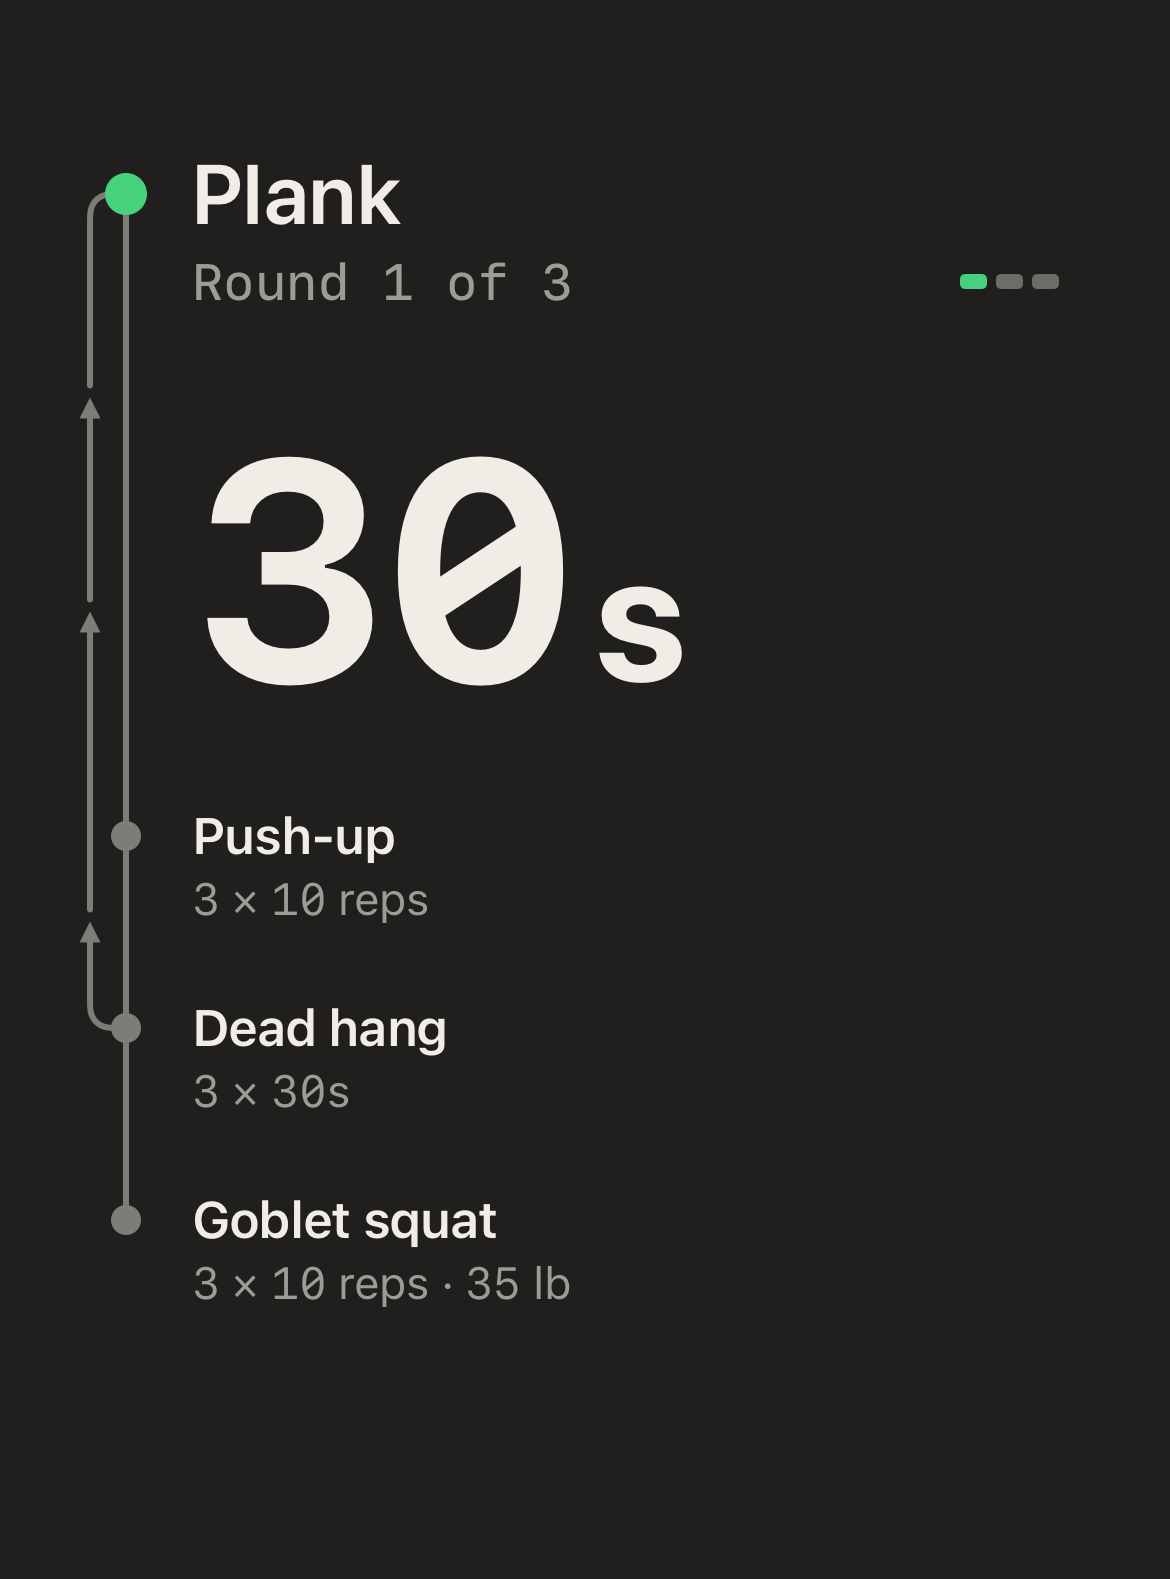 Plank
Round 1 of 3
30s
Push-up
3 × 10 reps
Dead hang
3 × 30s
Goblet squat
3 × 10 reps · 35 lb